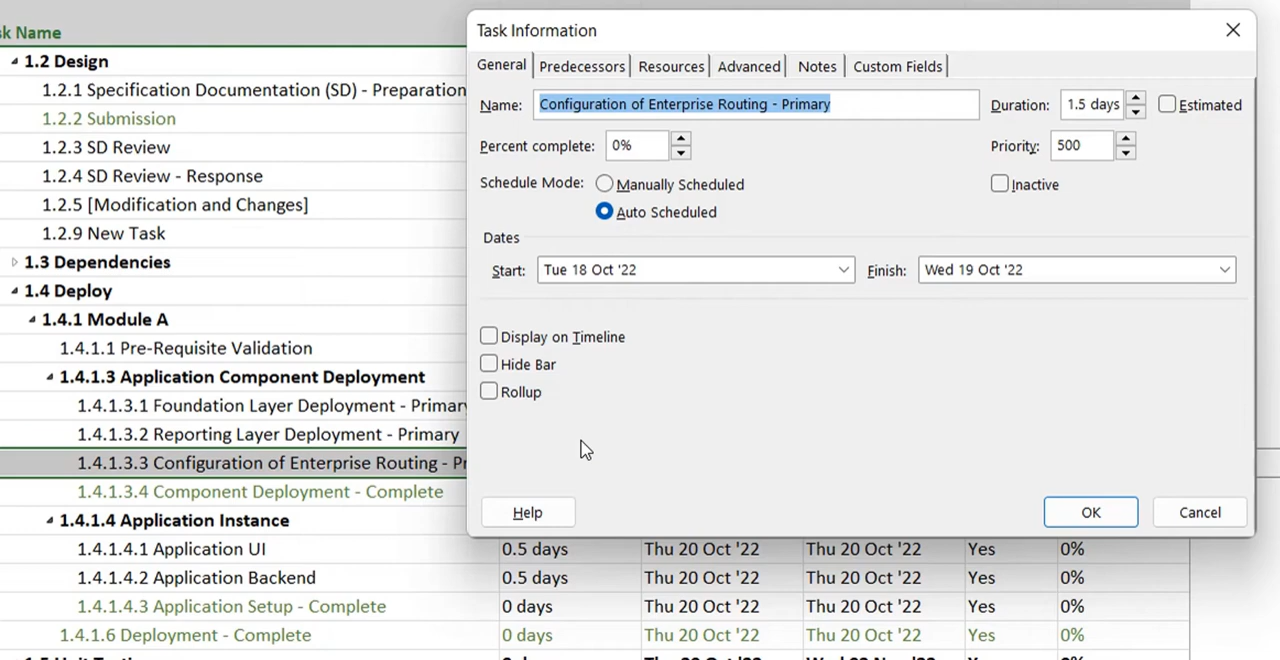 sk Name
1.2 Design
1.2.1 Specification Documentation (SD) - Preparation
1.2.2 Submission
1.2.3 SD Review
1.2.4 SD Review - Response
1.2.5 [Modification and Changes]
1.2.9 New Task
1.3 Dependencies
1.4 Deploy
1.4.1 Module A
1.4.1.1 Pre-Requisite Validation
1.4.1.3 Application Component Deployment
1.4.1.3.1 Foundation Layer Deployment - Primary
1.4.1.3.2 Reporting Layer Deployment - Primary
1.4.1.3.3 Configuration of Enterprise Routing - Pr
1.4.1.3.4 Component Deployment - Complete
1.4.1.4 Application Instance
1.4.1.4.1 Application UI 0.5 days Thu 20 Oct '22 Thu 20 Oct '22 Yes 0%
1.4.1.4.2 Application Backend 0.5 days Thu 20 Oct '22 Thu 20 Oct '22 Yes 0%
1.4.1.4.3 Application Setup - Complete 0 days Thu 20 Oct '22 Thu 20 Oct '22 Yes 0%
1.4.1.6 Deployment - Complete 0 days Thu 20 Oct '22 Thu 20 Oct '22 Yes 0%
Task Information
General Predecessors Resources Advanced Notes Custom Fields
Name: Configuration of Enterprise Routing - Primary Duration: 1.5 days Estimated
Percent complete: 0% Priority: 500
Schedule Mode: Manually Scheduled Inactive
Auto Scheduled
Dates
Start: Tue 18 Oct '22 Finish: Wed 19 Oct '22
Display on Timeline
Hide Bar
Rollup
Help OK Cancel